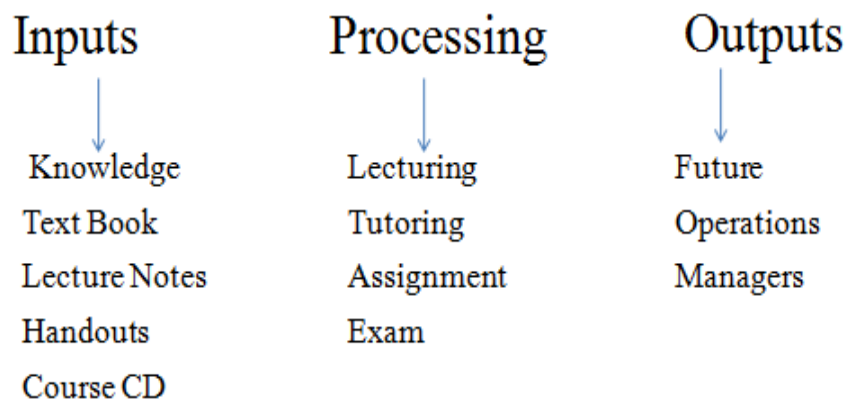 Inputs
Knowledge
Text Book
Lecture Notes
Handouts
Course CD
Processing
Lecturing
Tutoring
Assignment
Exam
Outputs
Future
Operations
Managers